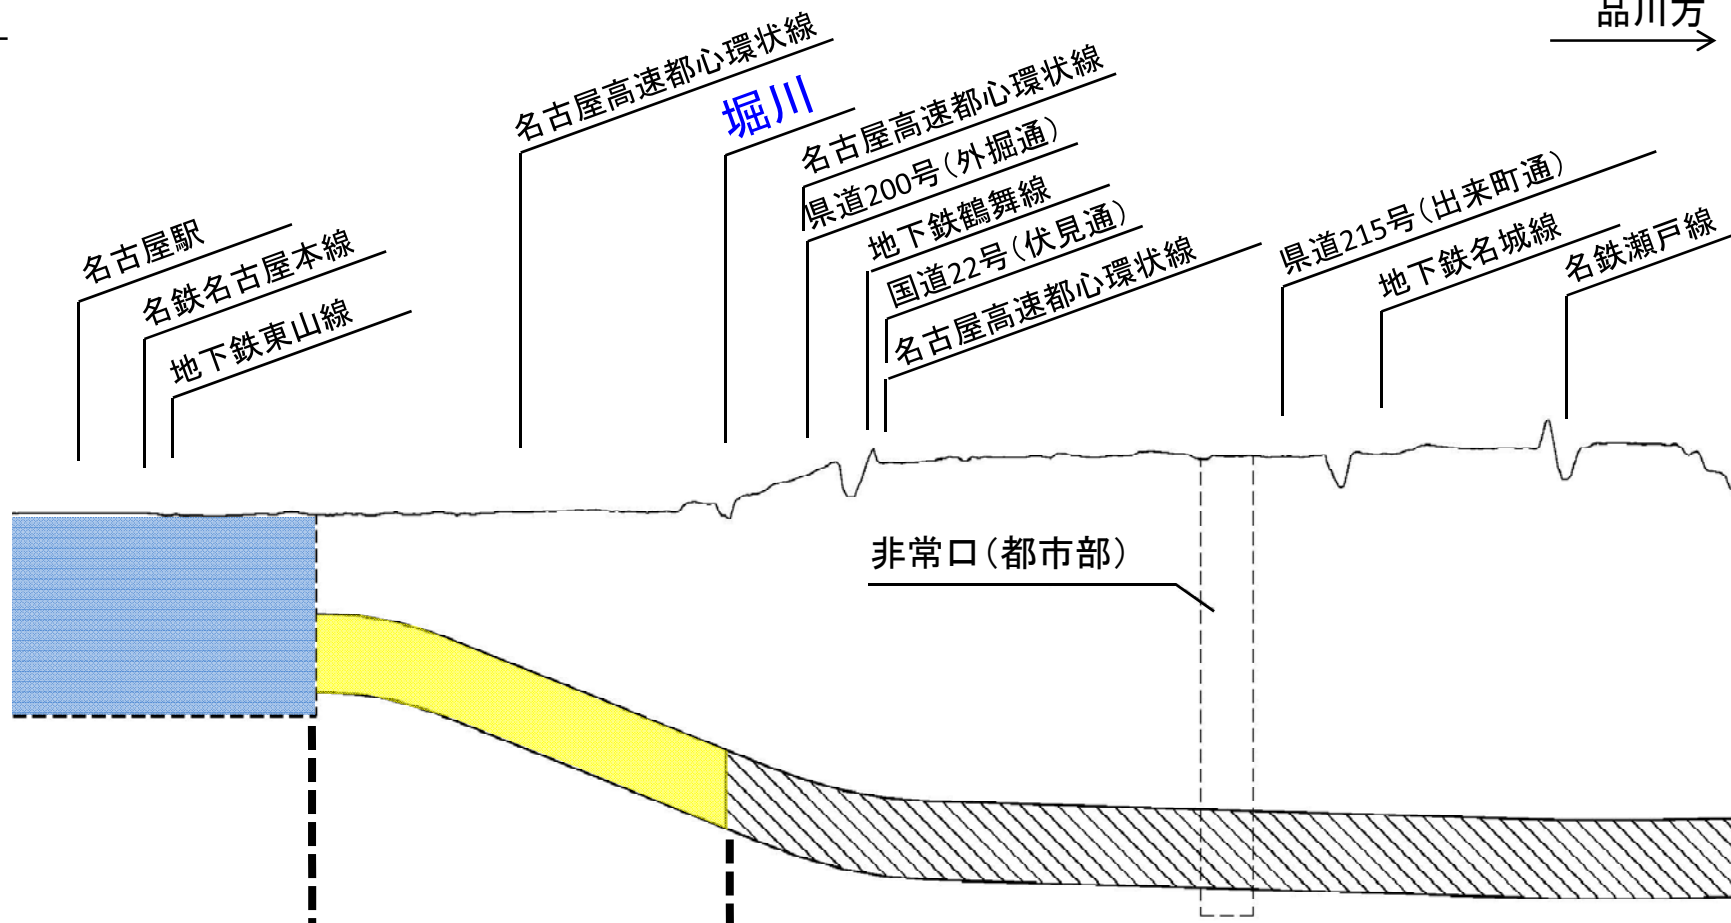 品川方
名古屋駅
名鉄名古屋本線
地下鉄東山線
名古屋高速都心環状線
堀川
名古屋高速都心環状線
県道200号(外掘通)
地下鉄鶴舞線
国道22号(伏見通)
名古屋高速都心環状線
県道215号(出来町通)
地下鉄名城線
名鉄瀬戸線
非常口(都市部)